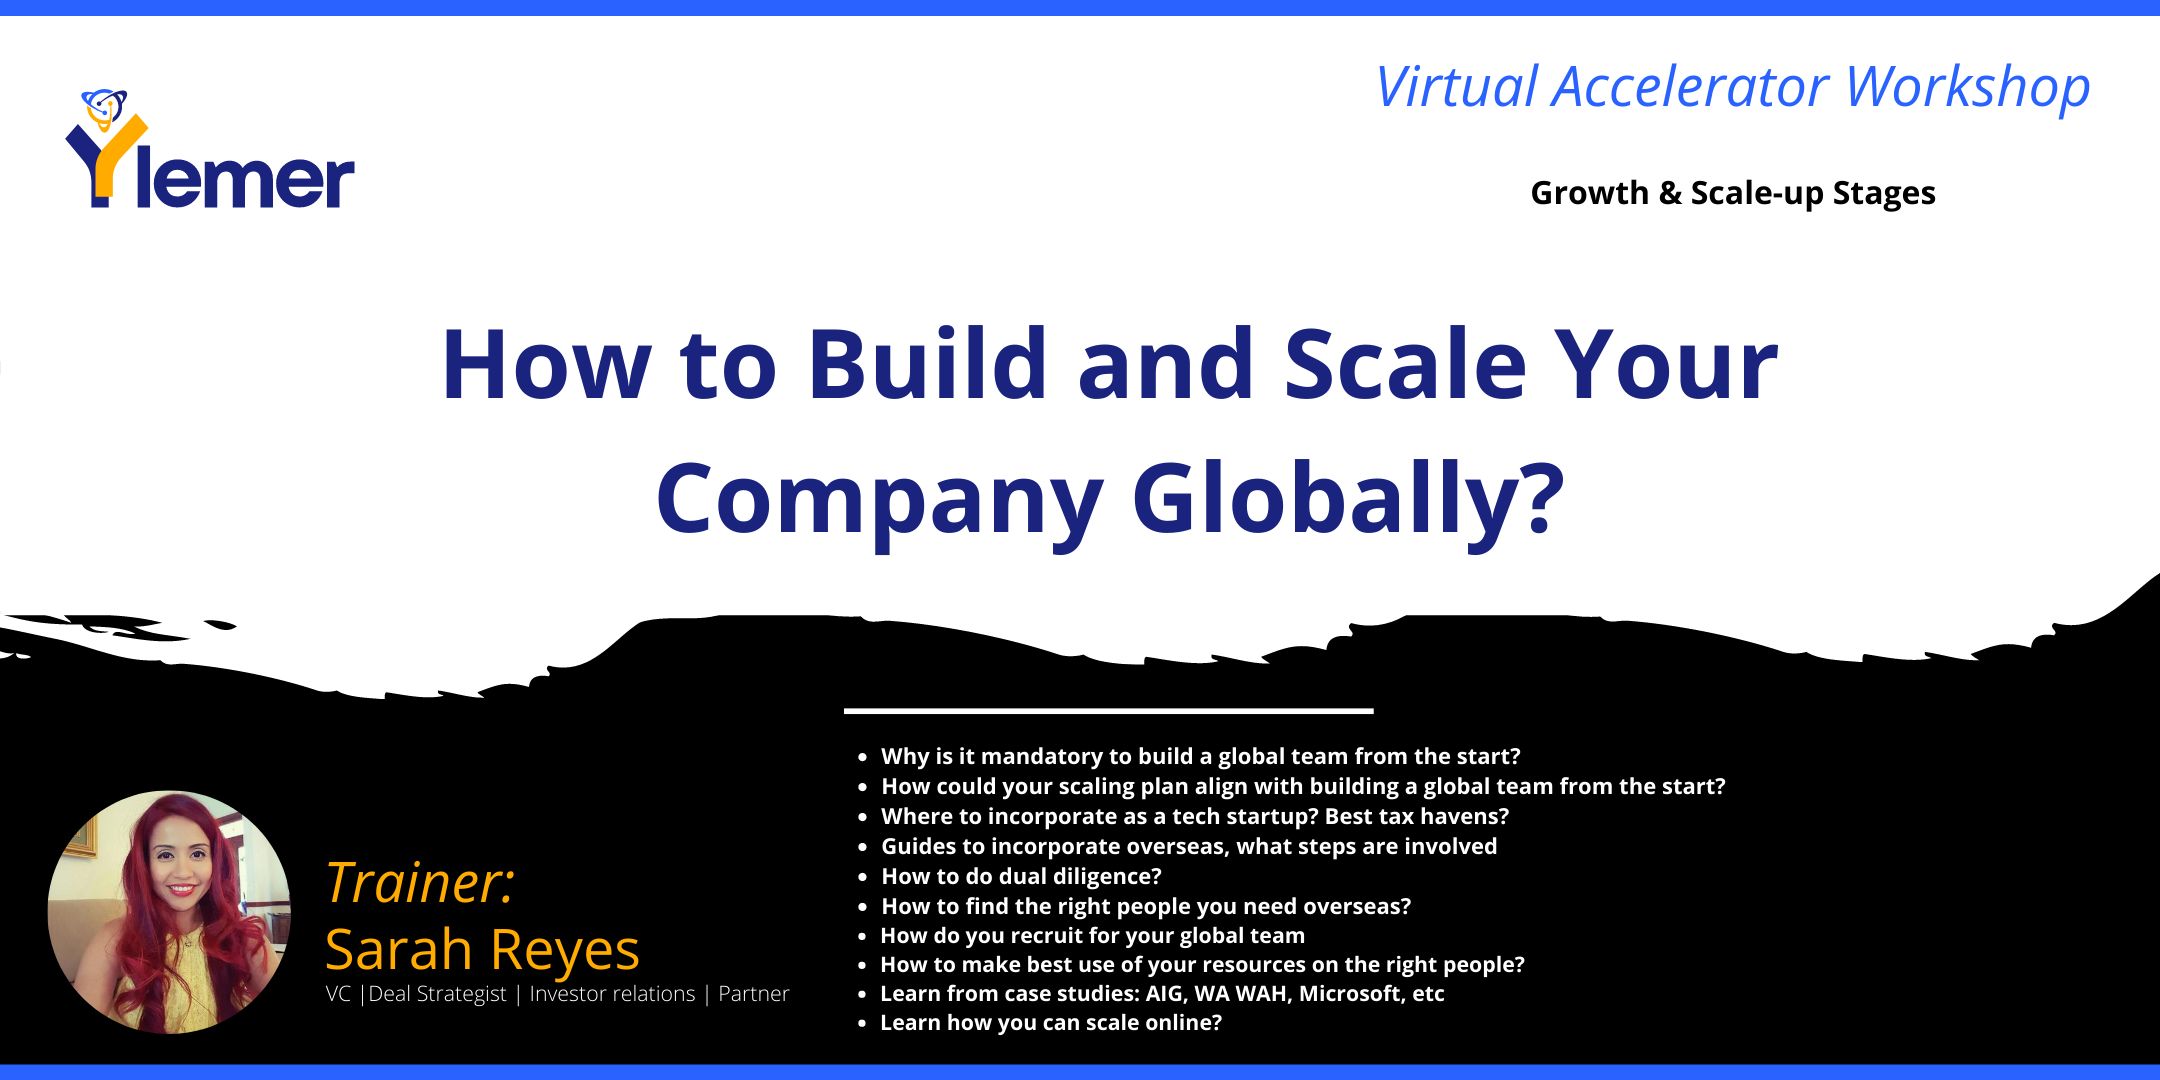 Ylemer
Virtual Accelerator Workshop
Growth & Scale-up Stages
How to Build and Scale Your
Company Globally?
Trainer:
Sarah Reyes
VC |Deal Strategist | Investor relations | Partner
• Why is it mandatory to build a global team from the start?
• How could your scaling plan align with building a global team from the start?
• Where to incorporate as a tech startup? Best tax havens?
• Guides to incorporate overseas, what steps are involved
• How to do dual diligence?
• How to find the right people you need overseas?
• How do you recruit for your global team
• How to make best use of your resources on the right people?
• Learn from case studies: AIG, WA WAH, Microsoft, etc
• Learn how you can scale online?